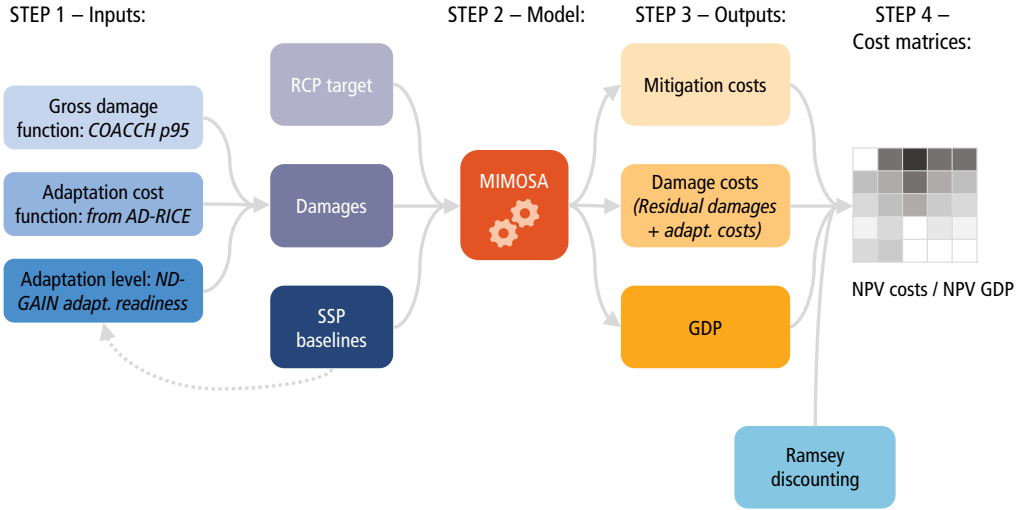 STEP 1 – Inputs:
STEP 2 – Model:
STEP 3 – Outputs:
STEP 4 –
Cost matrices:
Gross damage
function: COACCH p95
Adaptation cost
function: from AD-RICE
Adaptation level: ND-
GAIN adapt. readiness
RCP target
Damages
SSP
baselines
MIMOSA
Mitigation costs
Damage costs
(Residual damages
+ adapt. costs)
GDP
NPV costs / NPV GDP
Ramsey
discounting